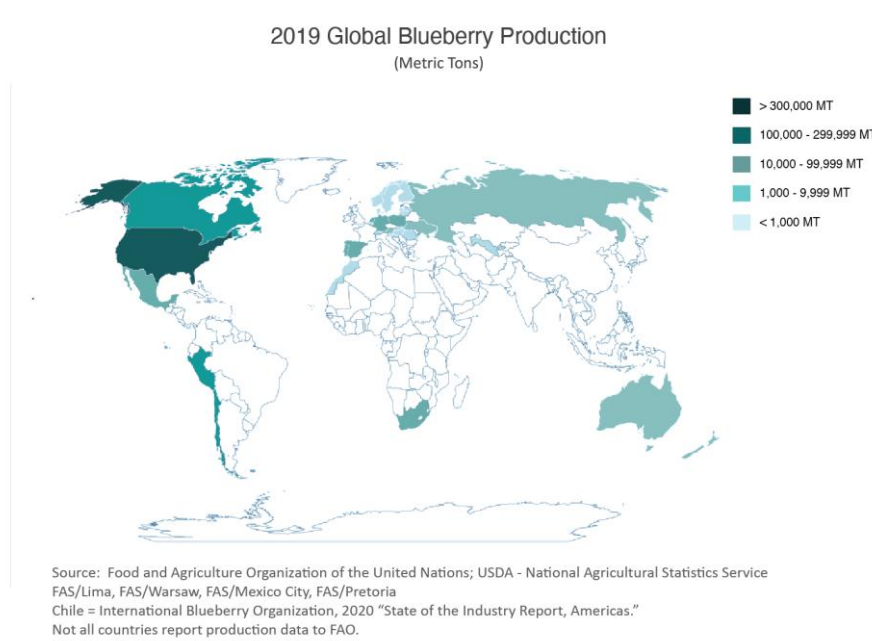 2019 Global Blueberry Production
(Metric Tons)
> 300,000 MT
100,000 - 299,999 MT
10,000 - 99,999 MT
1,000 - 9,999 MT
< 1,000 MT
Source: Food and Agriculture Organization of the United Nations; USDA - National Agricultural Statistics Service
FAS/Lima, FAS/Warsaw, FAS/Mexico City, FAS/Pretoria
Chile = International Blueberry Organization, 2020 “State of the Industry Report, Americas.”
Not all countries report production data to FAO.